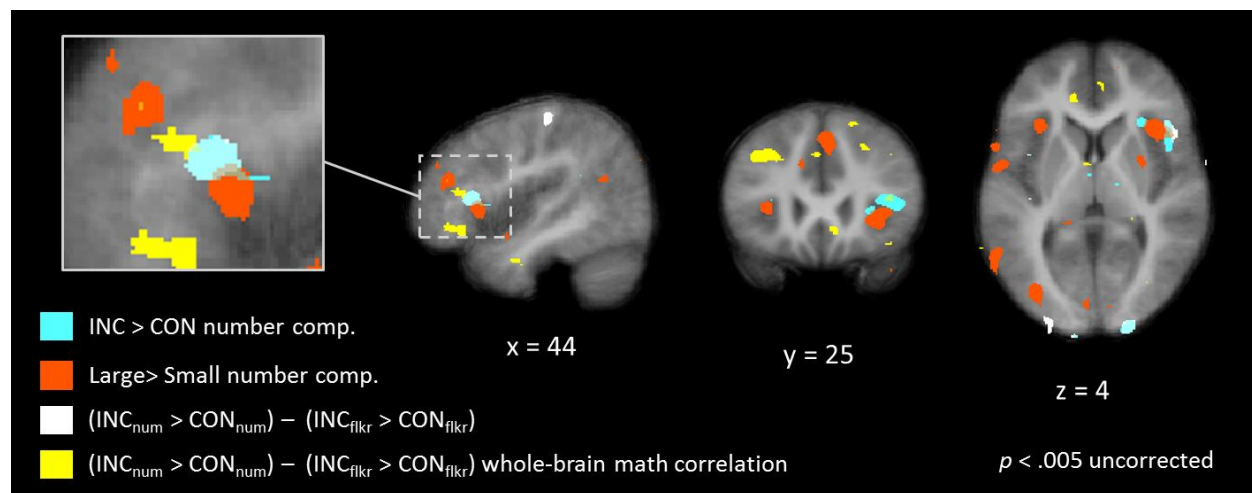 INC > CON number comp.
Large> Small number comp.
(INCnum > CONnum) – (INCflkr > CONflkr)
(INCnum > CONnum) – (INCflkr > CONflkr) whole-brain math correlation
x = 44
y = 25
z = 4
p < .005 uncorrected